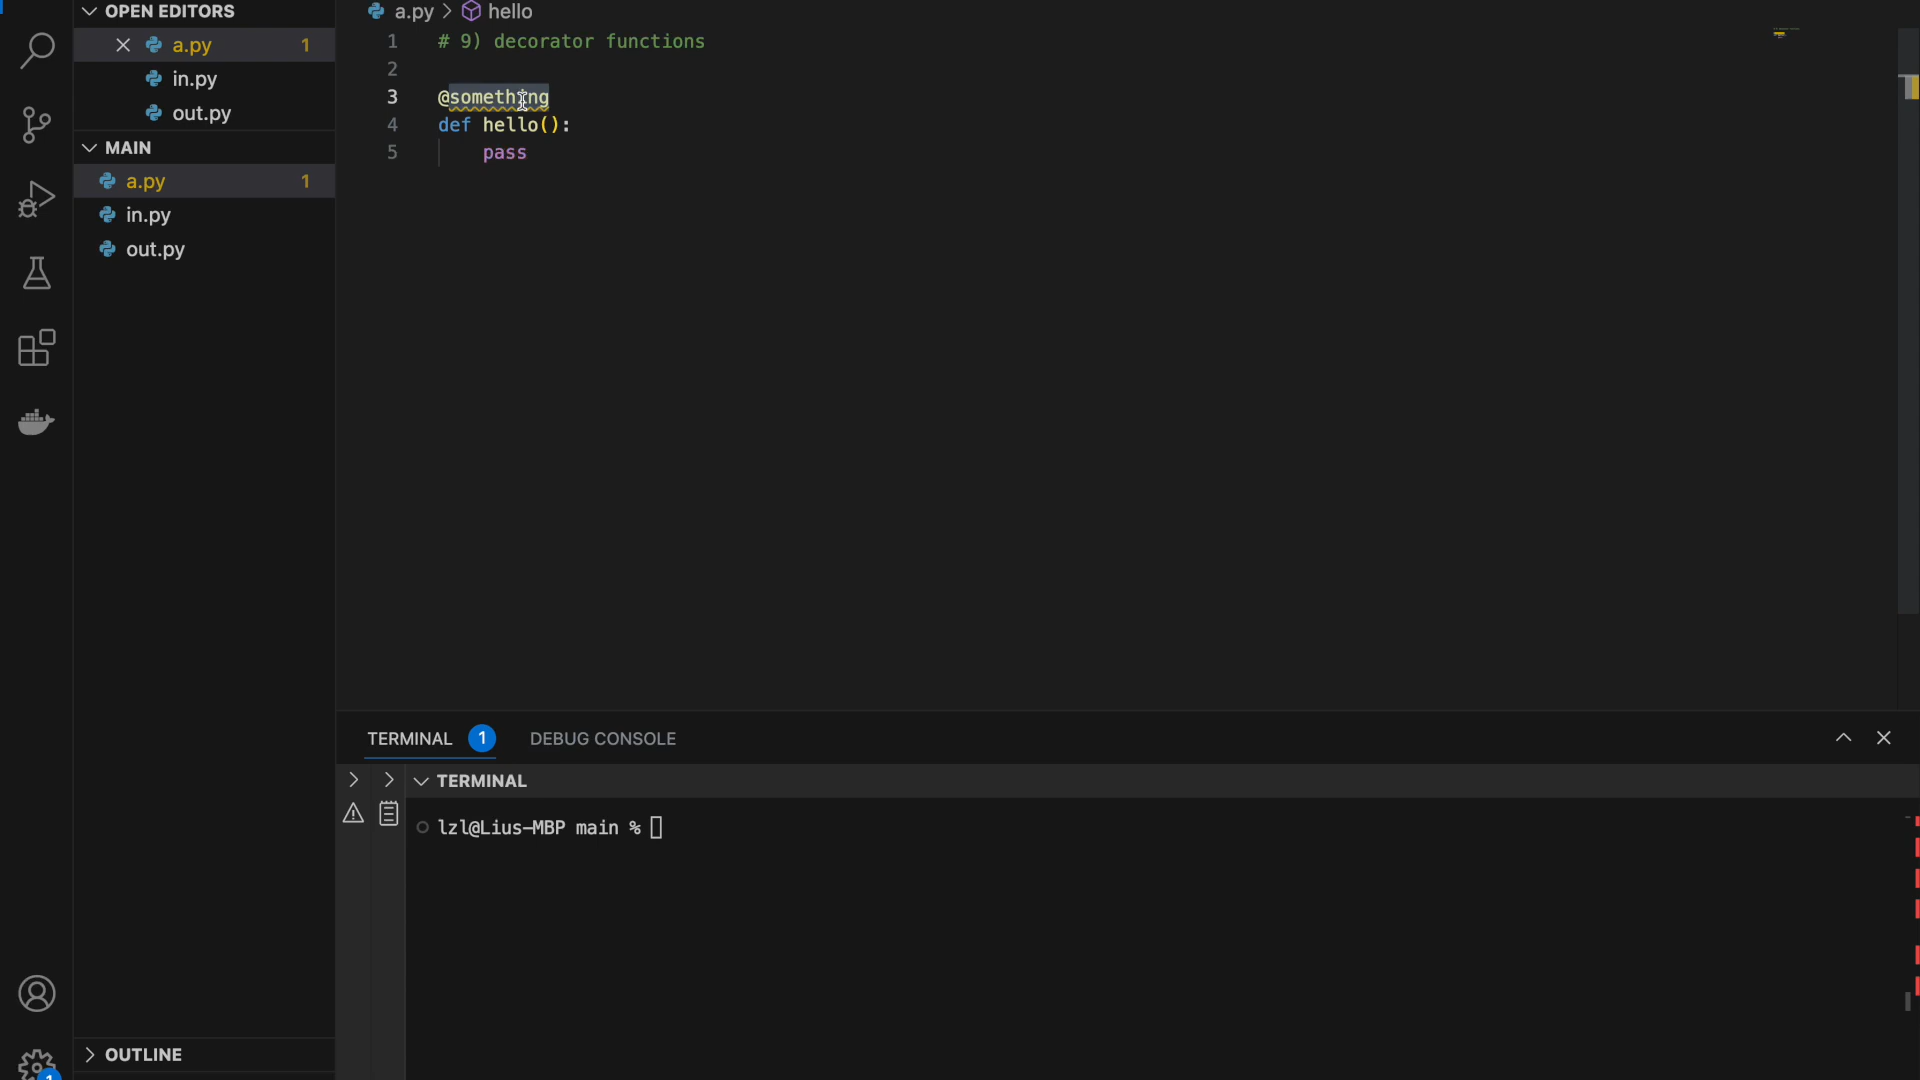 OPEN EDITORS
a.py 1
in.py
out.py
MAIN
a.py 1
in.py
out.py
OUTLINE
1
a.py > hello
1 # 9) decorator functions
2
3 @something
4 def hello():
5 pass
TERMINAL 1 DEBUG CONSOLE
TERMINAL
lzl@Lius-MBP main %